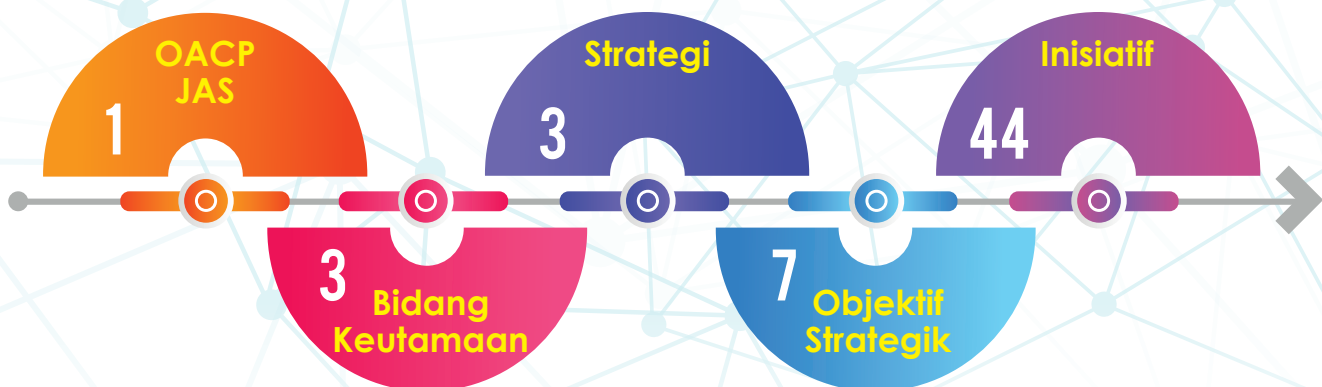 OACP
JAS
1
3
Bidang
Keutamaan
Strategi
3
7
Objektif
Strategik
Inisiatif
44